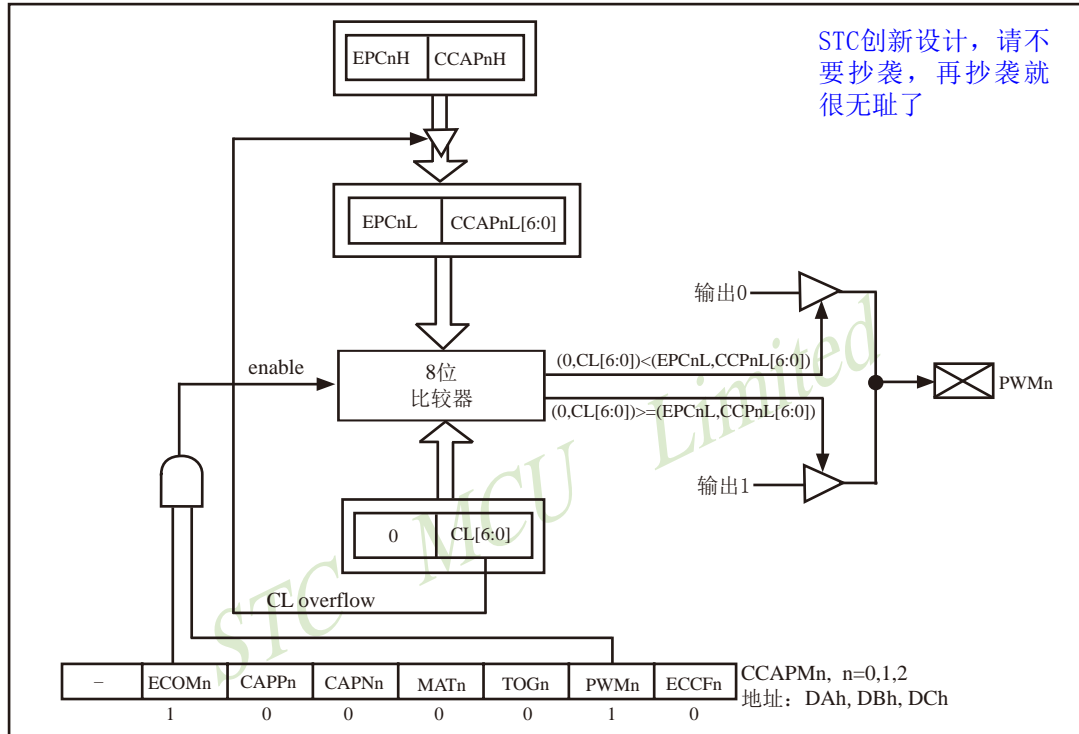 EPCnH CCAPnH
STC创新设计，请不
要抄袭，再抄袭就
很无耻了
EPCnL CCAPnL[6:0]
输出0
enable
8位
比较器
(0,CL[6:0])<(EPCnL,CCPnL[6:0])
(0,CL[6:0])>=(EPCnL,CCPnL[6:0])
PWMn
输出1
0 CL[6:0]
CL overflow
STC MCU Limited
– ECOMn CAPPn CAPNn MATn TOGn PWMn ECCFn
CCAPMn, n=0,1,2
地址：DAh, DBh, DCh
1 0 0 0 0 1 0